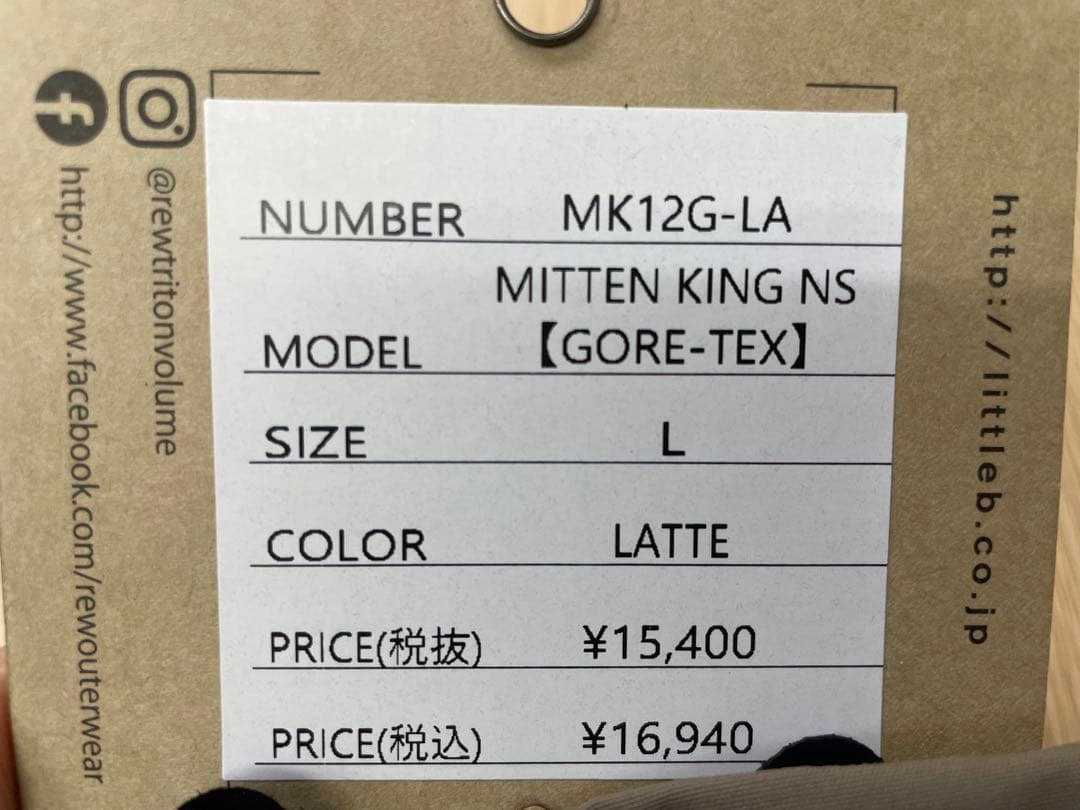 NUMBER MK12G-LA
MITTEN KING NS
MODEL 【GORE-TEX】
SIZE L
COLOR LATTE
PRICE(税抜) ¥15,400
PRICE(税込) ¥16,940
@rewtritonvolume
http://www.facebook.com/rewouterwear
http://littleb.co.jp